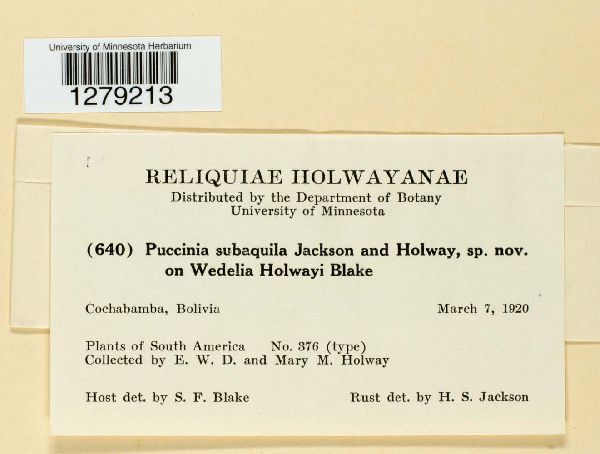 University of Minnesota Herbarium
1279213
RELIQUIAE HOLWAYANAE
Distributed by the Department of Botany
University of Minnesota
(640) Puccinia subaquila Jackson and Holway, sp. nov.
on Wedelia Holwayi Blake
Cochabamba, Bolivia March 7, 1920
Plants of South America No. 376 (type)
Collected by E. W. D. and Mary M. Holway
Host det. by S. F. Blake Rust det. by H. S. Jackson